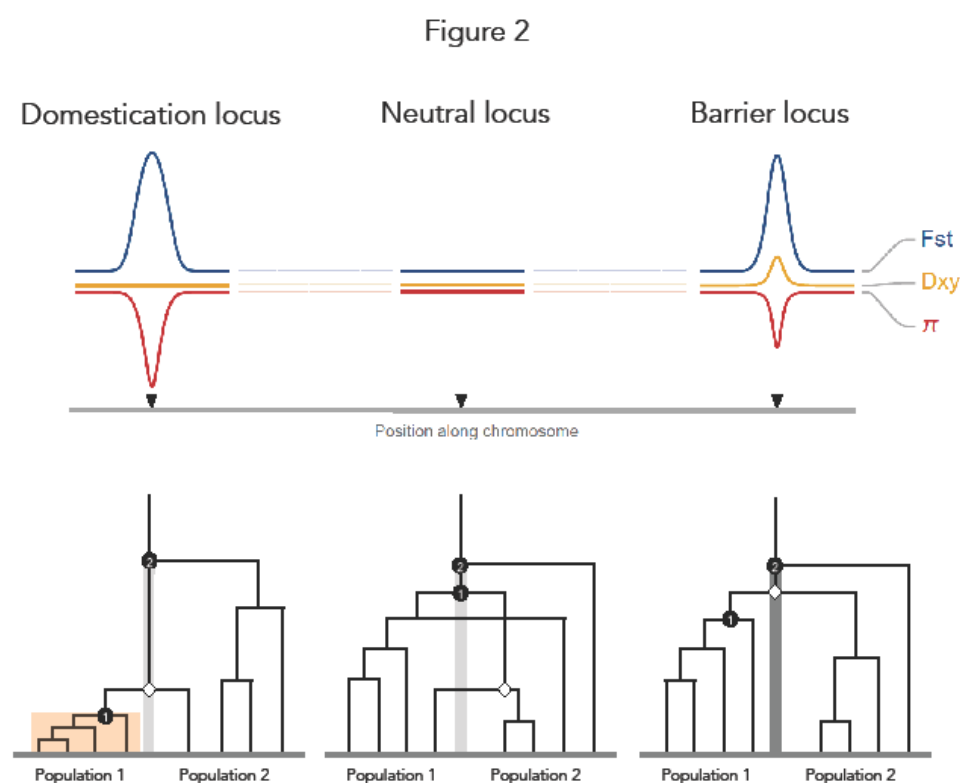 Figure 2
Domestication locus
Neutral locus
Barrier locus
Fst
Dxy
π
Position along chromosome
2
1
Population 1
Population 2
2
1
Population 1
Population 2
2
1
Population 1
Population 2